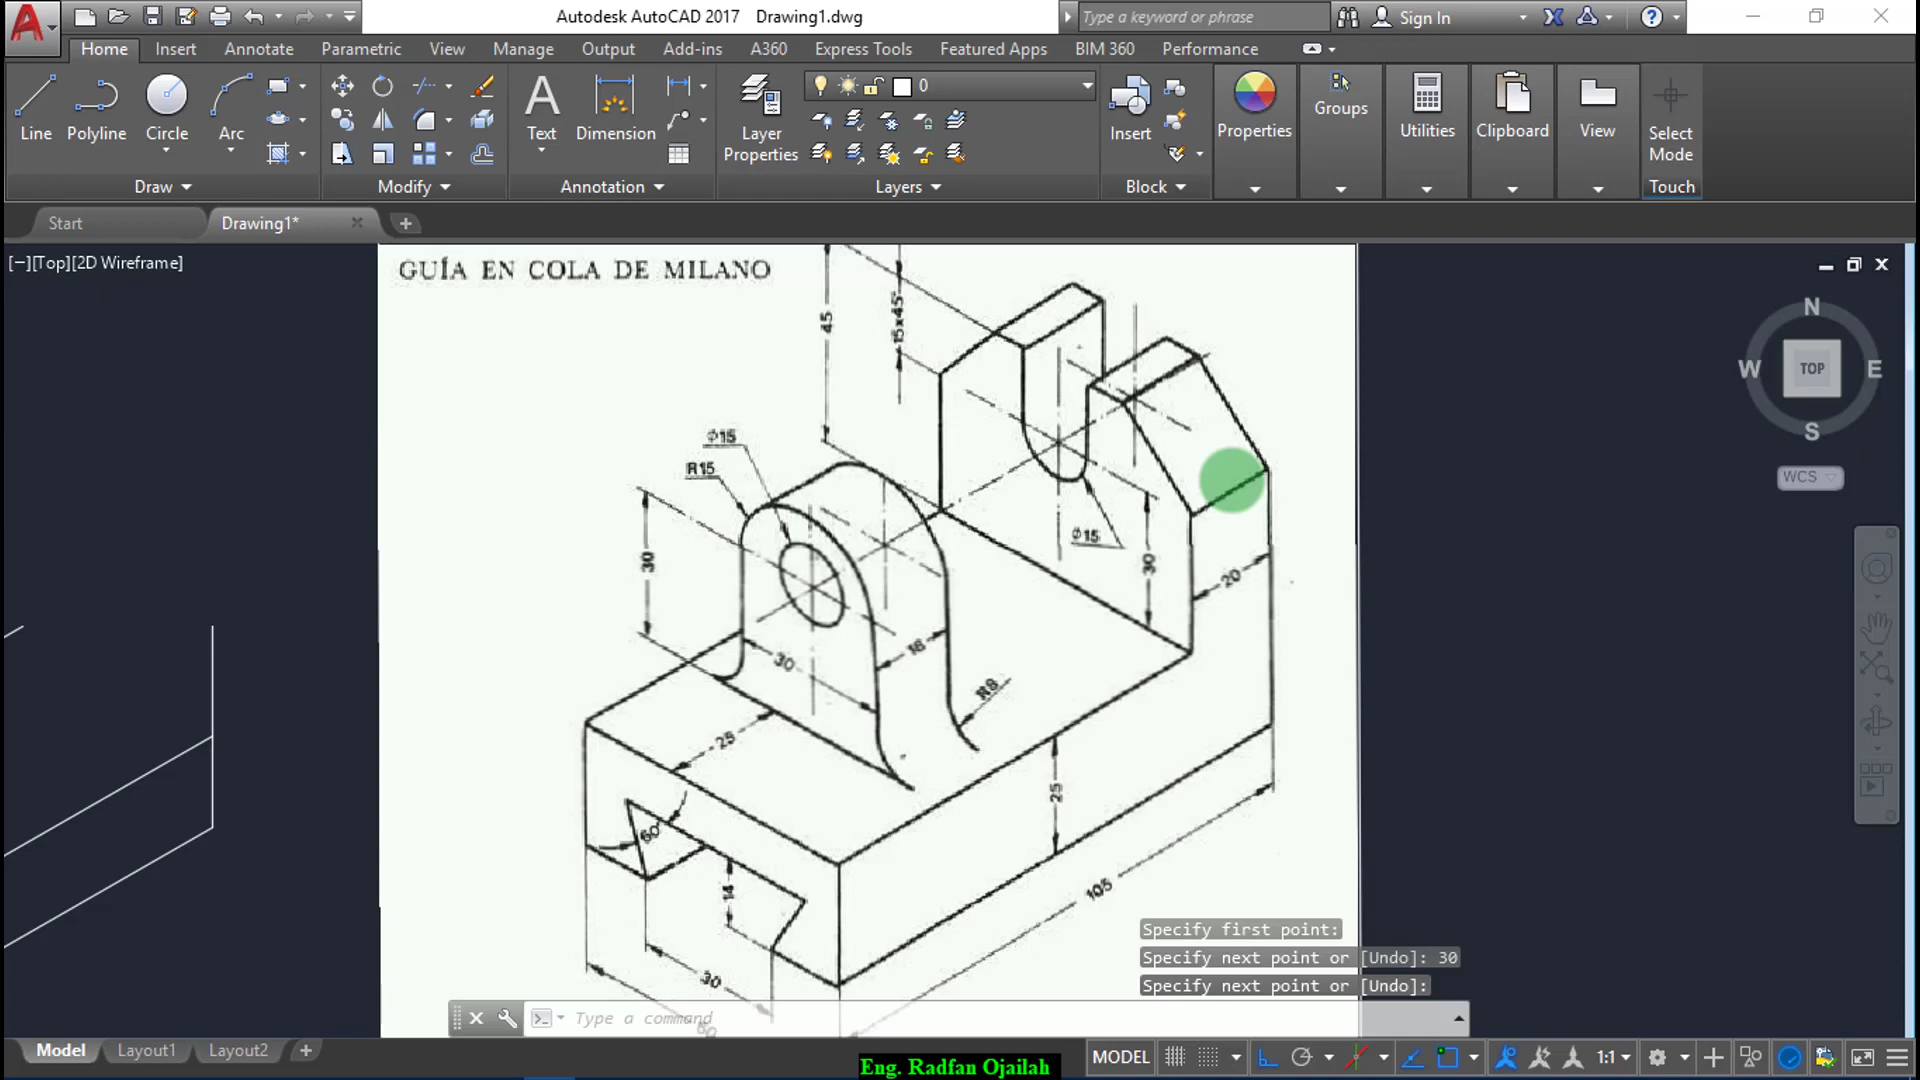 Autodesk AutoCAD 2017 Drawing1.dwg
Type a keyword or phrase
Sign In
Home Insert Annotate Parametric View Manage Output Add-ins A360 Express Tools Featured Apps BIM 360 Performance
Line Polyline Circle Arc
Text Dimension
Layer Properties
0
Insert
Properties Groups Utilities Clipboard View
Select Mode
Draw Modify Annotation Layers Block Touch
Start Drawing1*
[−][Top][2D Wireframe]
GUÍA EN COLA DE MILANO
N
W TOP E
S
WCS
45
15x45°
Φ15
R15
30
Φ15
30
20
30
18
R8
25
60°
25
14
105
30
60
Specify first point:
Specify next point or [Undo]: 30
Specify next point or [Undo]:
Type a command
Model Layout1 Layout2
MODEL
1:1
Eng. Radfan Ojailah